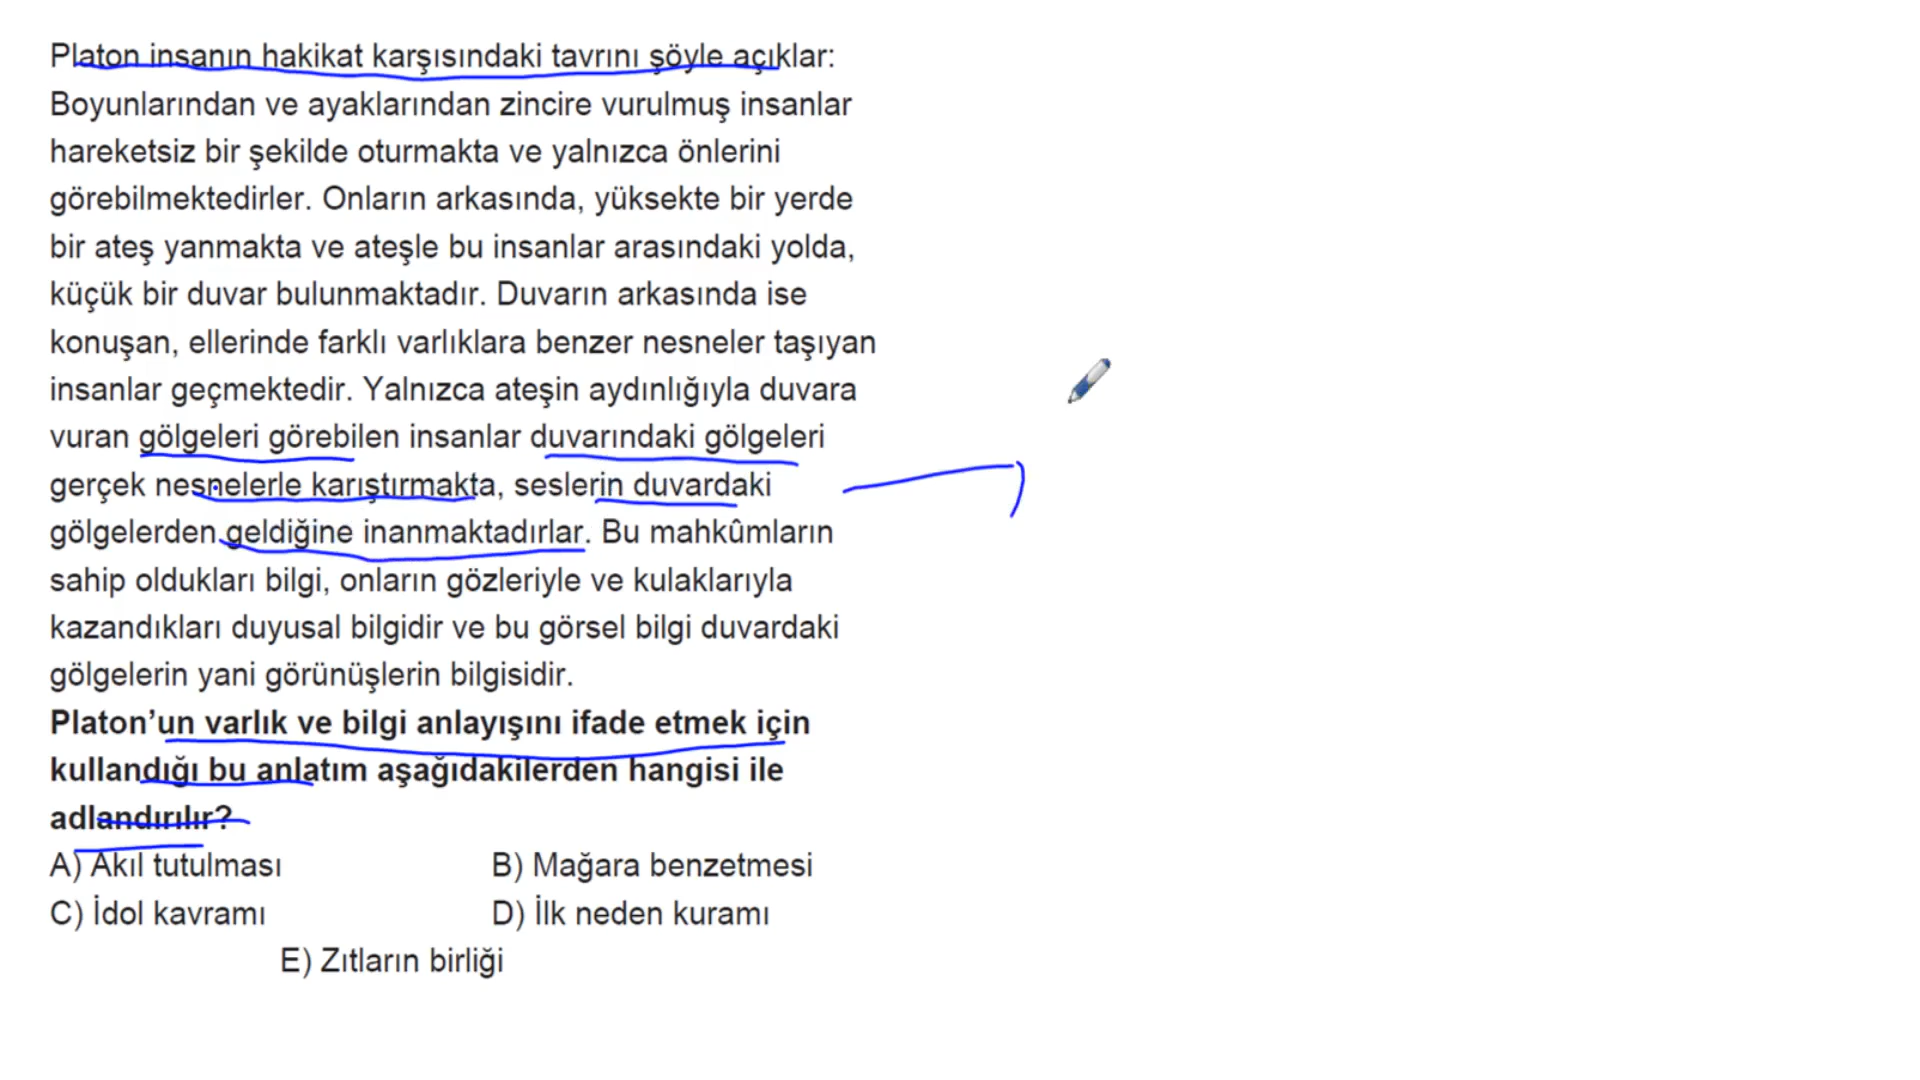 Platon insanın hakikat karşısındaki tavrını şöyle açıklar:
Boyunlarından ve ayaklarından zincire vurulmuş insanlar
hareketsiz bir şekilde oturmakta ve yalnızca önlerini
görebilmektedirler. Onların arkasında, yüksekte bir yerde
bir ateş yanmakta ve ateşle bu insanlar arasındaki yolda,
küçük bir duvar bulunmaktadır. Duvarın arkasında ise
konuşan, ellerinde farklı varlıklara benzer nesneler taşıyan
insanlar geçmektedir. Yalnızca ateşin aydınlığıyla duvara
vuran gölgeleri görebilen insanlar duvarındaki gölgeleri
gerçek nesnelerle karıştırmakta, seslerin duvardaki
gölgelerden geldiğine inanmaktadırlar. Bu mahkûmların
sahip oldukları bilgi, onların gözleriyle ve kulaklarıyla
kazandıkları duyusal bilgidir ve bu görsel bilgi duvardaki
gölgelerin yani görünüşlerin bilgisidir.
Platon’un varlık ve bilgi anlayışını ifade etmek için
kullandığı bu anlatım aşağıdakilerden hangisi ile
adlandırılır?
A) Akıl tutulması B) Mağara benzetmesi
C) İdol kavramı D) İlk neden kuramı
E) Zıtların birliği